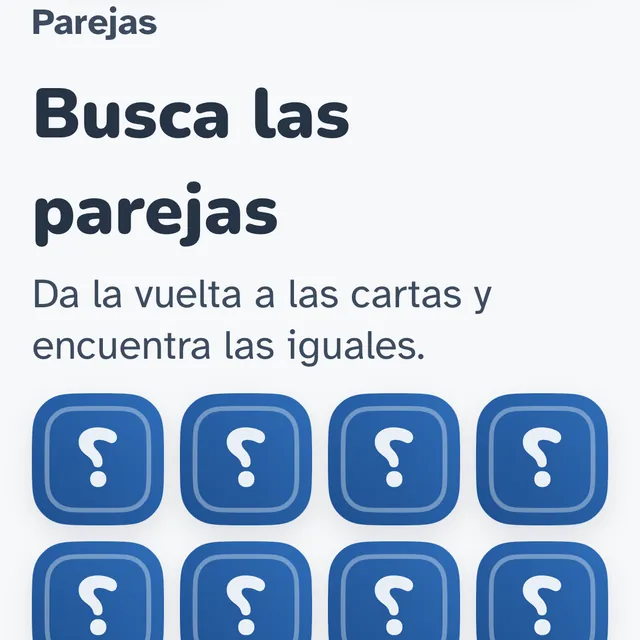 Parejas
Busca las
parejas
Da la vuelta a las cartas y
encuentra las iguales.
? ? ? ?
? ? ? ?